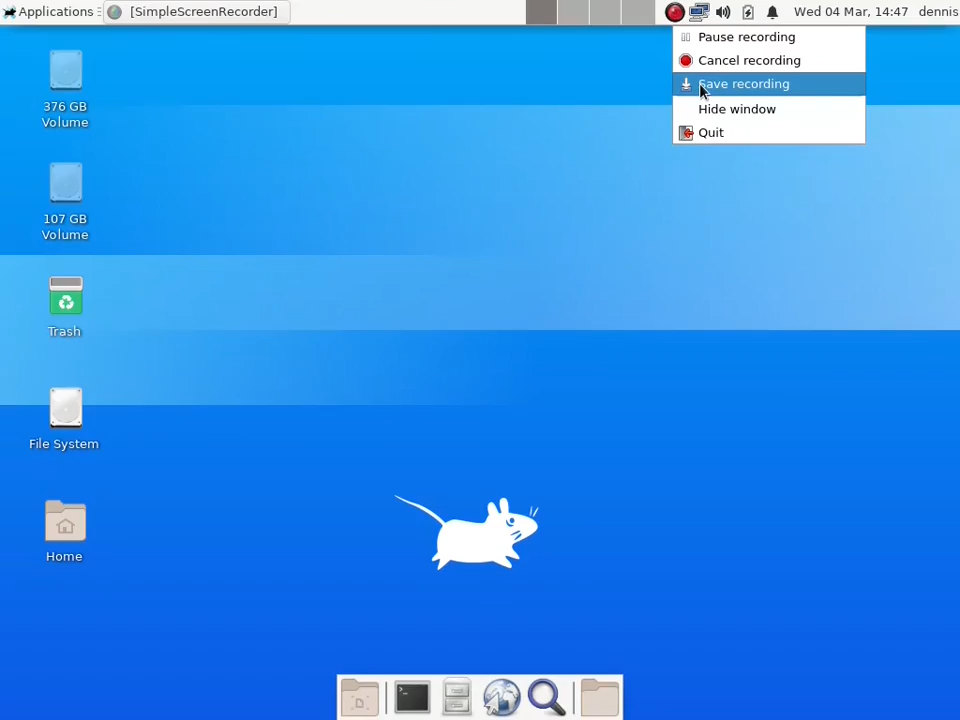 Applications
[SimpleScreenRecorder]
Wed 04 Mar, 14:47
dennis
Pause recording
Cancel recording
Save recording
Hide window
Quit
376 GB
Volume
107 GB
Volume
Trash
File System
Home